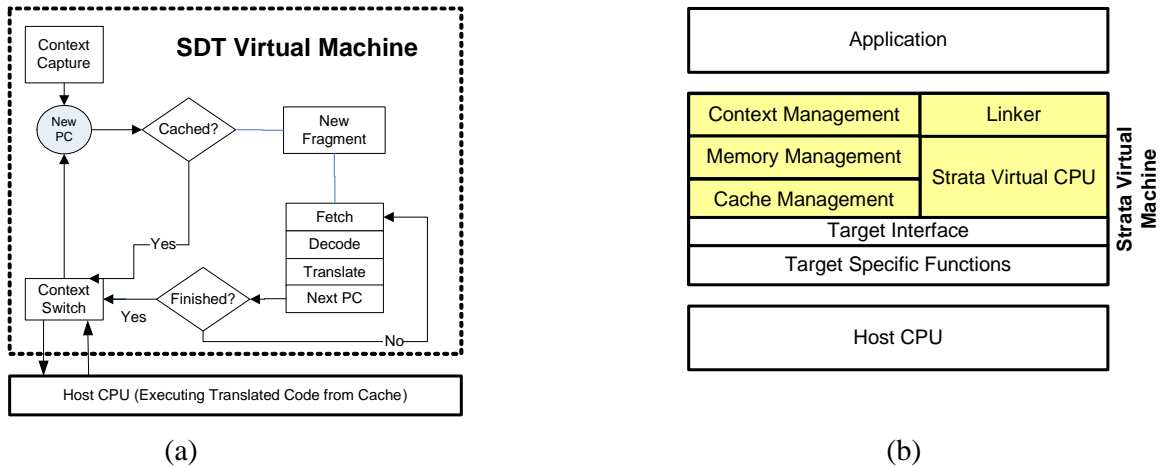 SDT Virtual Machine
Context
Capture
New
PC
Cached?
New
Fragment
Yes
Fetch
Decode
Translate
Next PC
Context
Switch
Yes
Finished?
No
Host CPU (Executing Translated Code from Cache)
(a)
Application
Context Management
Linker
Memory Management
Strata Virtual CPU
Cache Management
Target Interface
Target Specific Functions
Strata Virtual
Machine
Host CPU
(b)